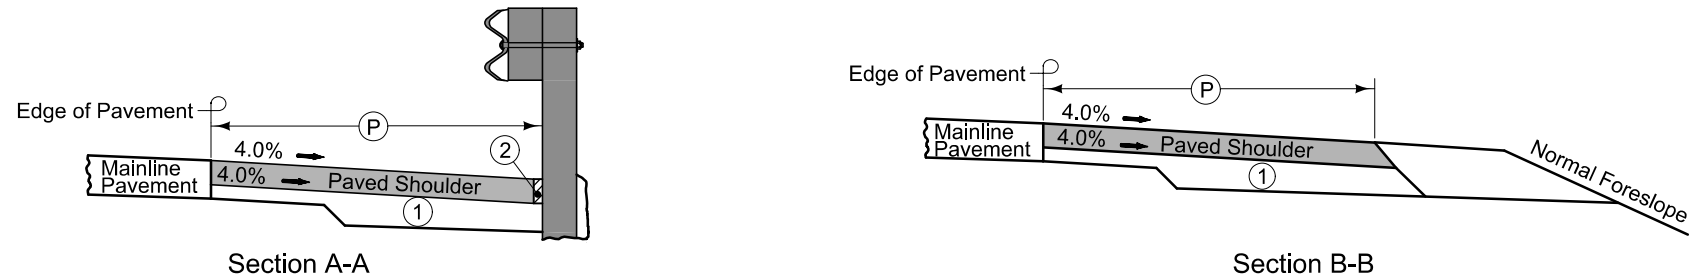 Edge of Pavement
P
4.0%
2
Mainline
Pavement
4.0%
Paved Shoulder
1
Section A-A
Edge of Pavement
P
4.0%
Mainline
Pavement
4.0%
Paved Shoulder
1
Normal Foreslope
Section B-B